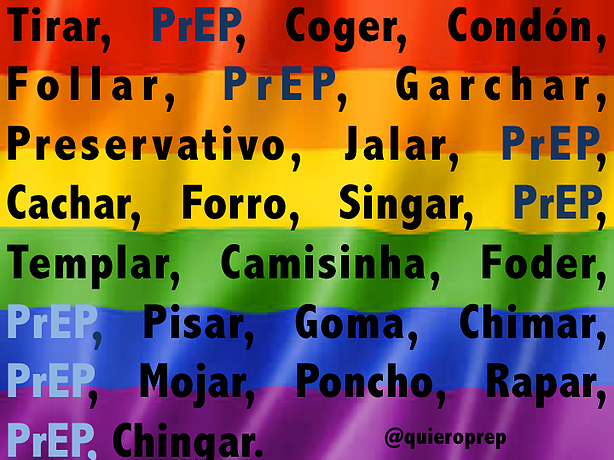 Tirar, PrEP, Coger, Condón,
Follar, PrEP, Garchar,
Preservativo, Jalar, PrEP,
Cachar, Forro, Singar, PrEP,
Templar, Camisinha, Foder,
PrEP, Pisar, Goma, Chimar,
PrEP, Mojar, Poncho, Rapar,
PrEP, Chingar.
@quieroprep